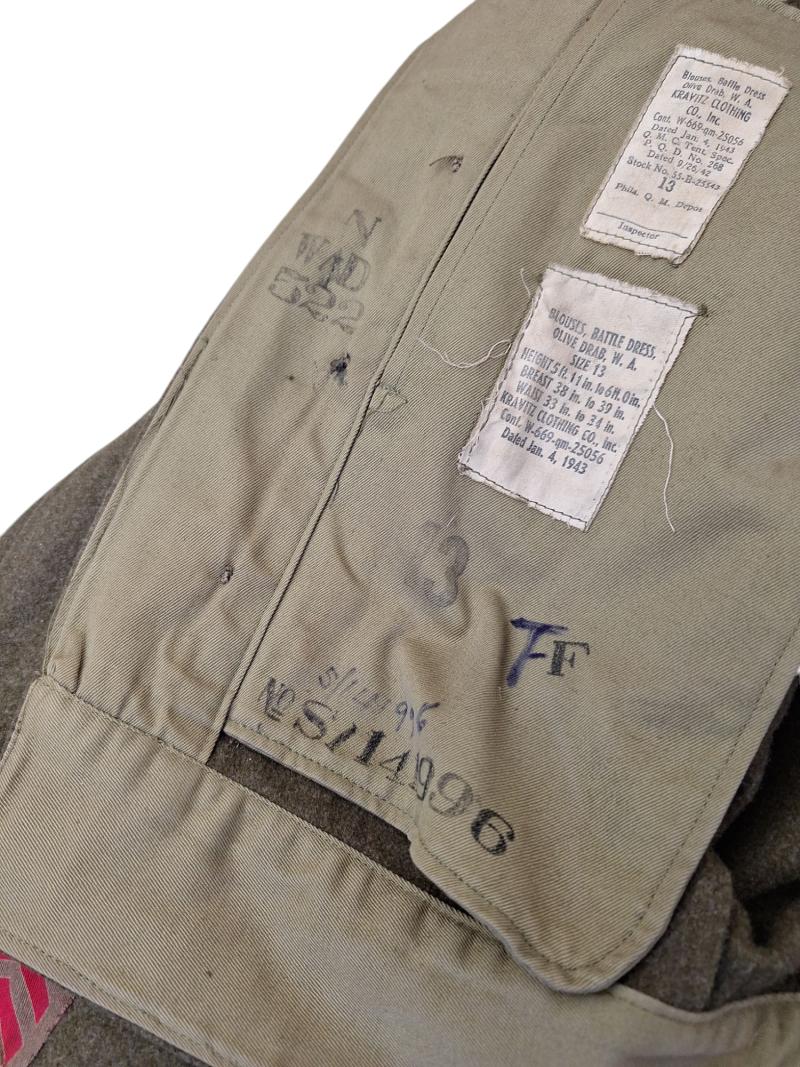 Blouses, Battle Dress
Olive Drab, W. A.
KRAVITZ CLOTHING
CO., Inc.
Cont. W-669-qm-25056
Dated Jan. 4, 1943
Q. M. C. Tent. Spec.
P. Q. D. No. 268
Dated 9/26/42
Stock No. 55-B-25543
13
Phila. Q. M. Depot
Inspector
N
WAD
522
BLOUSES, BATTLE DRESS,
OLIVE DRAB, W. A.
SIZE 13
HEIGHT 5 ft. 11 in. to 6 ft. 0 in.
BREAST 38 in. to 39 in.
WAIST 33 in. to 34 in.
KRAVITZ CLOTHING CO., Inc.
Cont. W-669-qm-25056
Dated Jan. 4, 1943
3
TF
S/14996
No S/14996